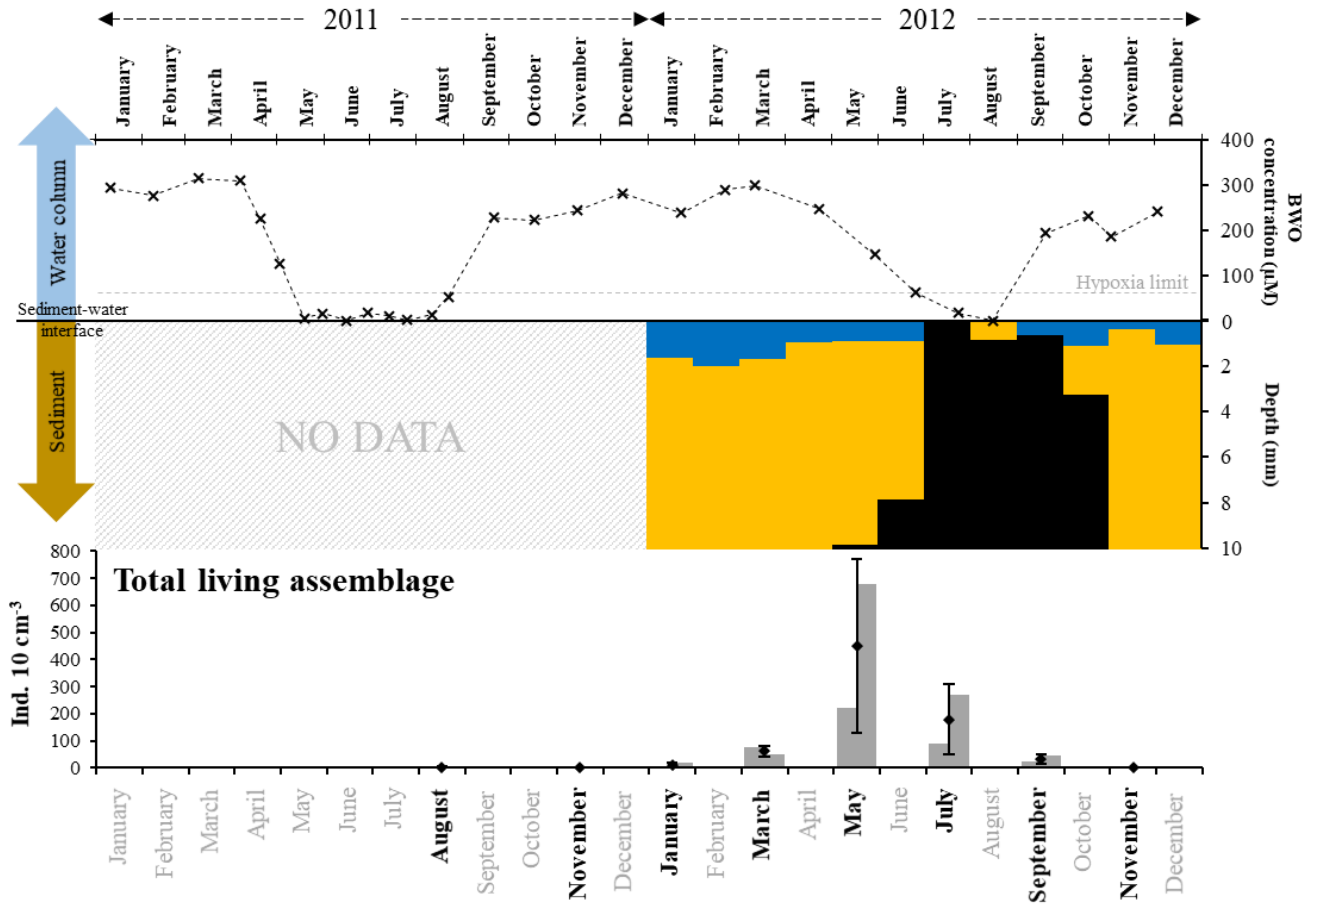 2011
2012
January
February
March
April
May
June
July
August
September
October
November
December
January
February
March
April
May
June
July
August
September
October
November
December
Water column
Sediment-water
interface
Sediment
400
300
200
100
0
BWO
concentration (µM)
Hypoxia limit
NO DATA
2
4
6
8
10
Depth (mm)
Total living assemblage
800
700
600
500
400
300
200
100
0
Ind. 10 cm-3
January
February
March
April
May
June
July
August
September
October
November
December
January
February
March
April
May
June
July
August
September
October
November
December